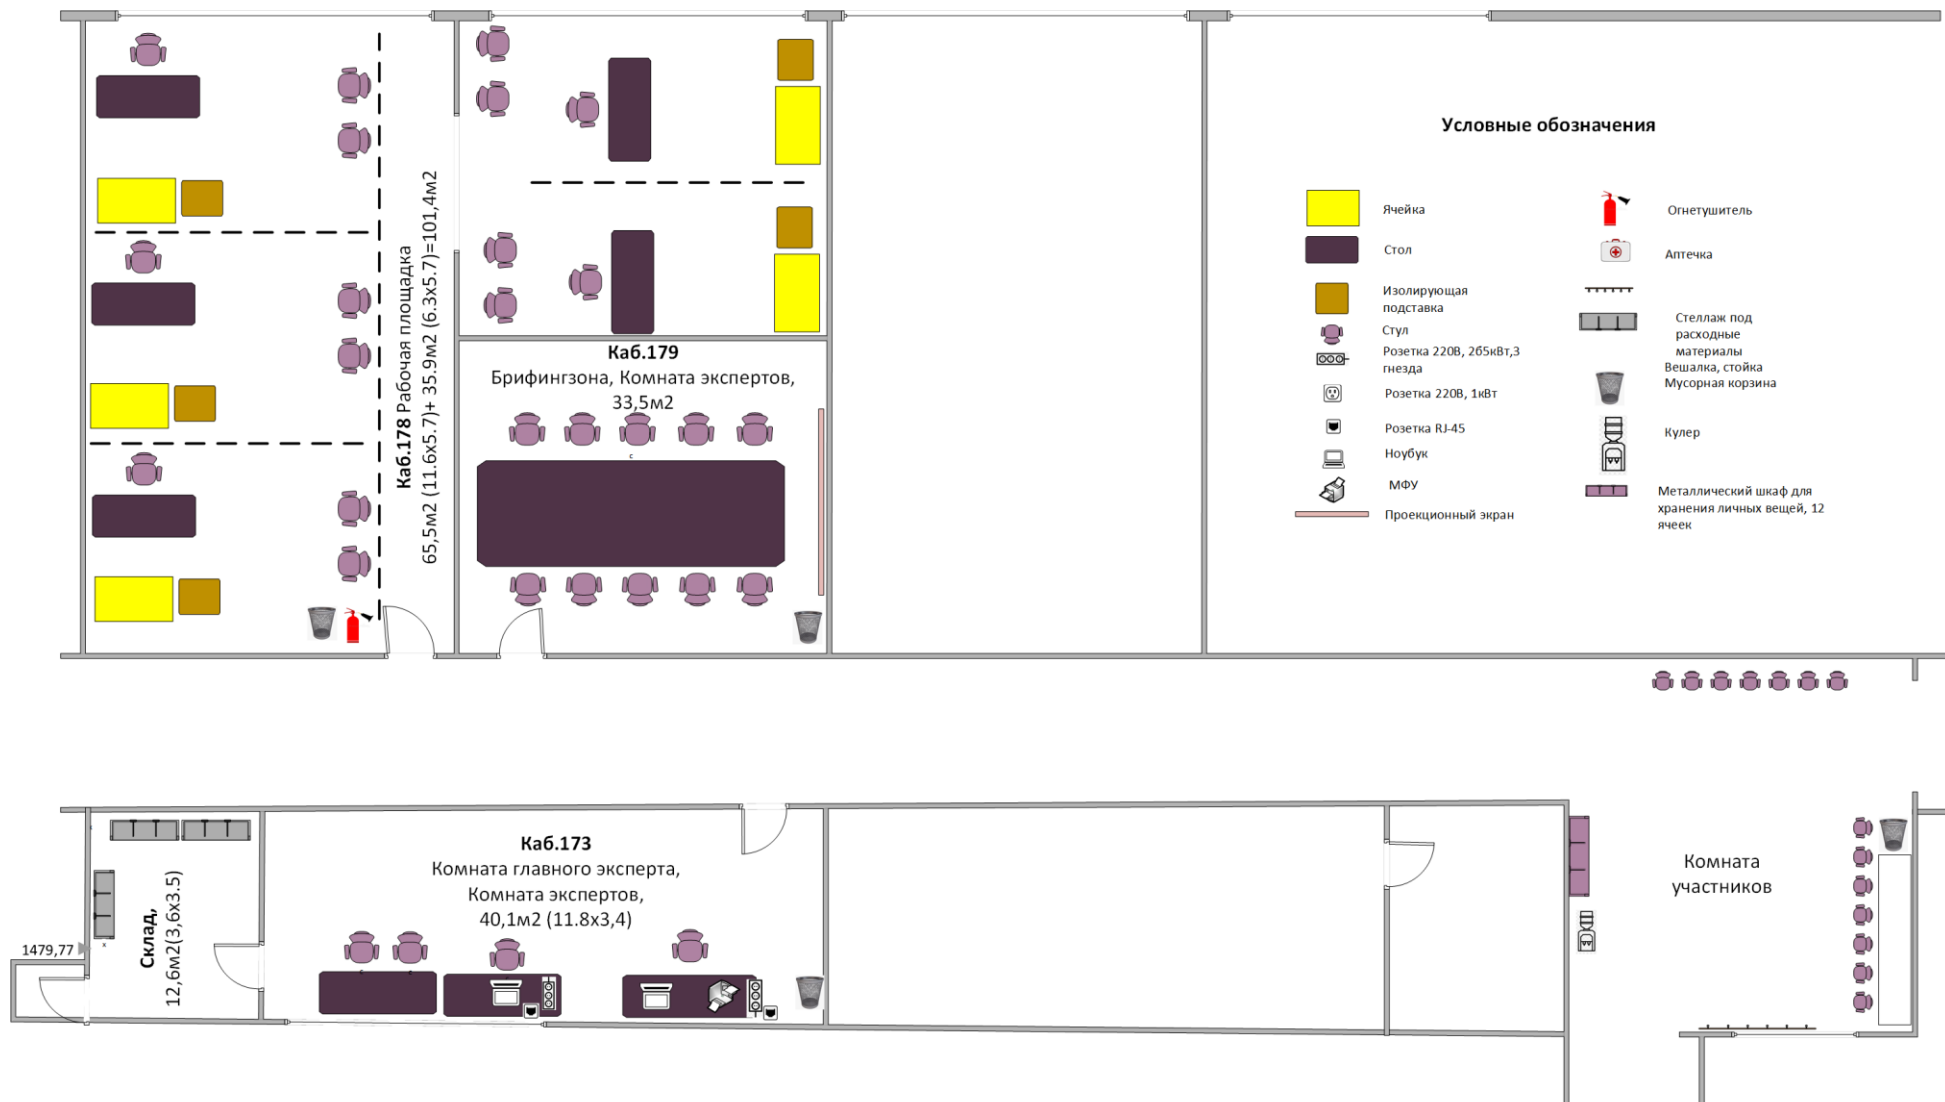 Каб.178 Рабочая площадка
65,5м2 (11.6х5.7)+ 35.9м2 (6.3х5.7)=101,4м2
Каб.179
Брифингзона, Комната экспертов,
33,5м2
с
Условные обозначения
Ячейка
Стол
Изолирующая
подставка
Стул
Розетка 220В, 265кВт,3
гнезда
Розетка 220В, 1кВт
Розетка RJ-45
Ноубук
МФУ
Проекционный экран
Огнетушитель
Аптечка
Стеллаж под
расходные
материалы
Вешалка, стойка
Мусорная корзина
Кулер
Металлический шкаф для
хранения личных вещей, 12
ячеек
1479,77
х
Склад,
12,6м2(3,6х3.5)
Каб.173
Комната главного эксперта,
Комната экспертов,
40,1м2 (11.8х3,4)
Комната
участников